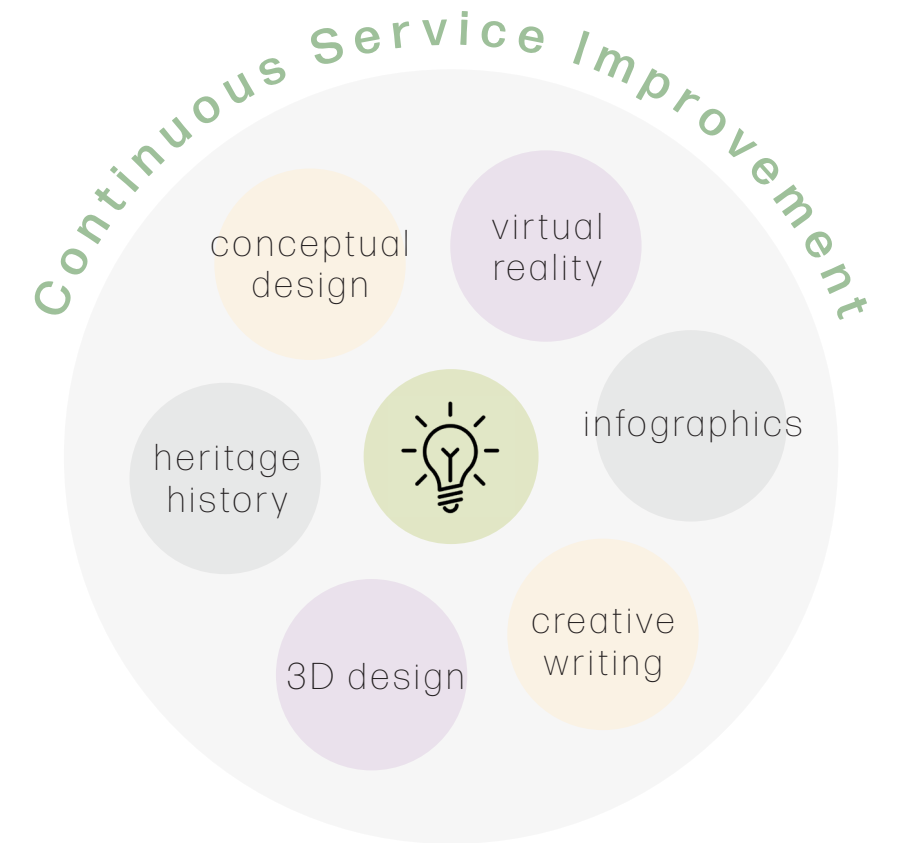 Continuous Service Improvement
conceptual
design
virtual
reality
infographics
heritage
history
creative
writing
3D design